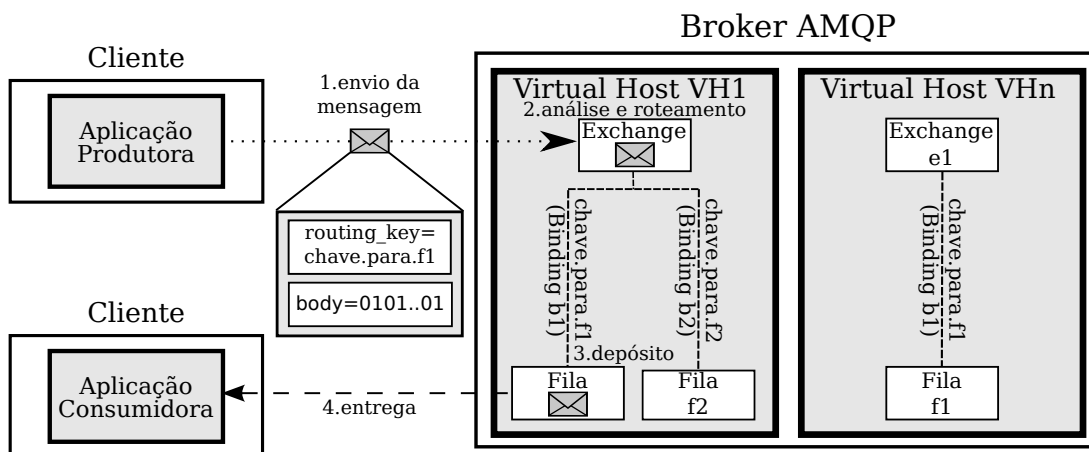 Broker AMQP
Cliente
Aplicação
Produtora
1.envio da
mensagem
routing_key=
chave.para.f1
body=0101..01
Virtual Host VH1
2.análise e roteamento
Exchange
chave.para.f1
(Binding b1)
chave.para.f2
(Binding b2)
3.depósito
Fila
Fila
f2
Virtual Host VHn
Exchange
e1
chave.para.f1
(Binding b1)
Fila
f1
Cliente
Aplicação
Consumidora
4.entrega